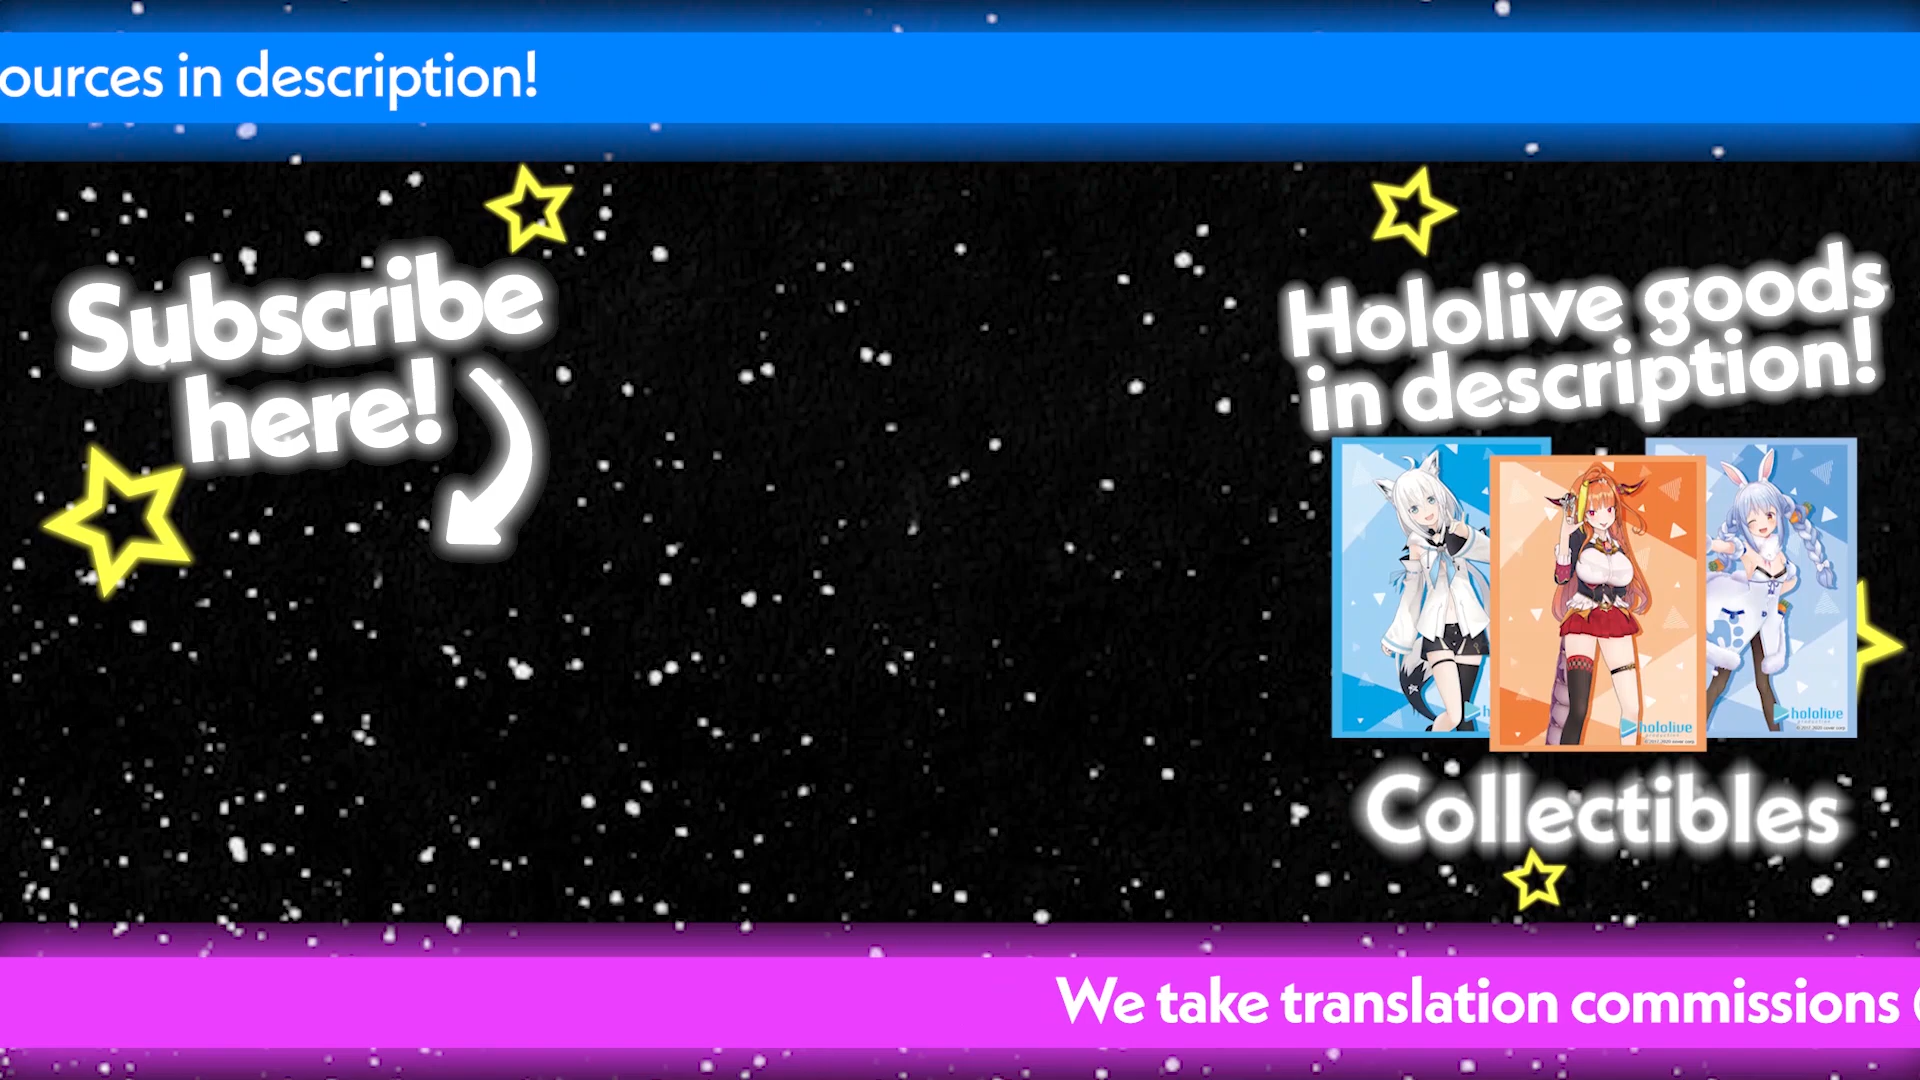 ources in description!
Subscribe
here!
Hololive goods
in description!
hololive
hololive
Collectibles
We take translation commissions (